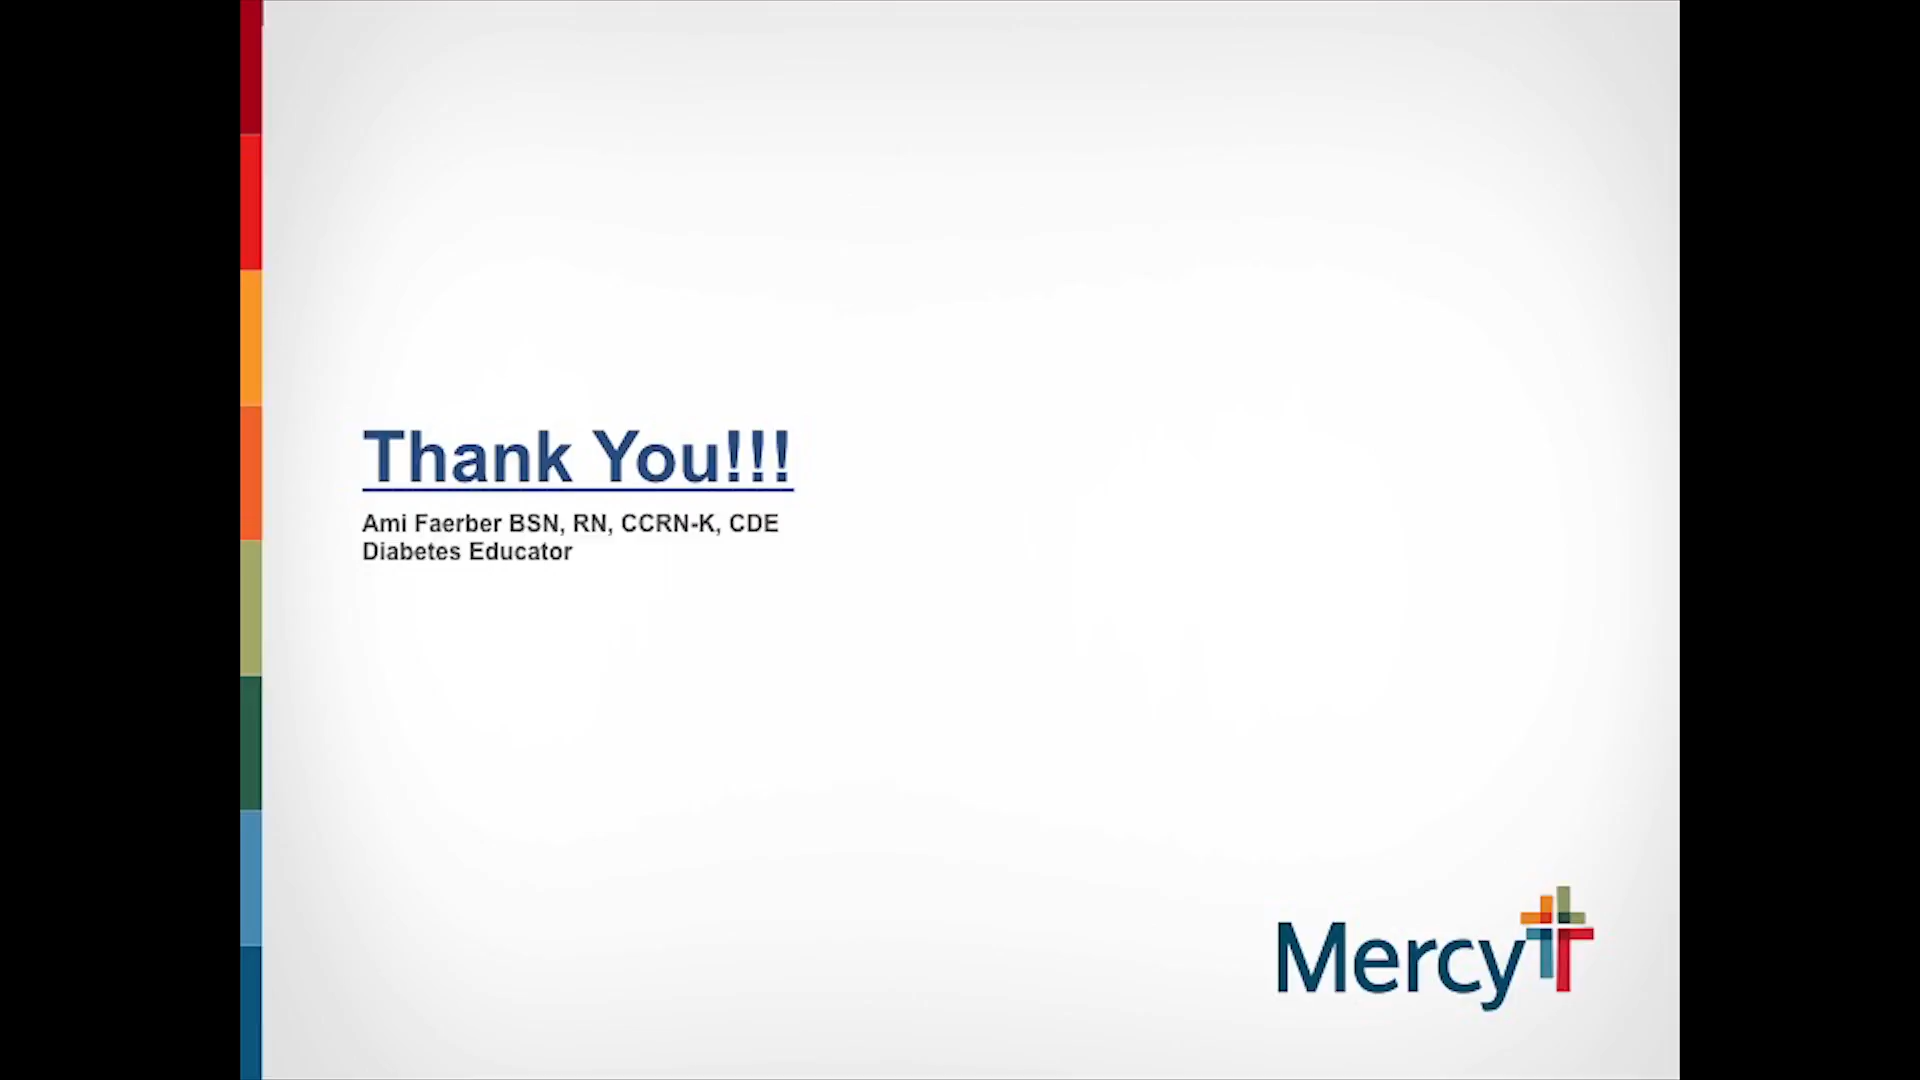 Thank You!!!
Ami Faerber BSN, RN, CCRN-K, CDE
Diabetes Educator
Mercy